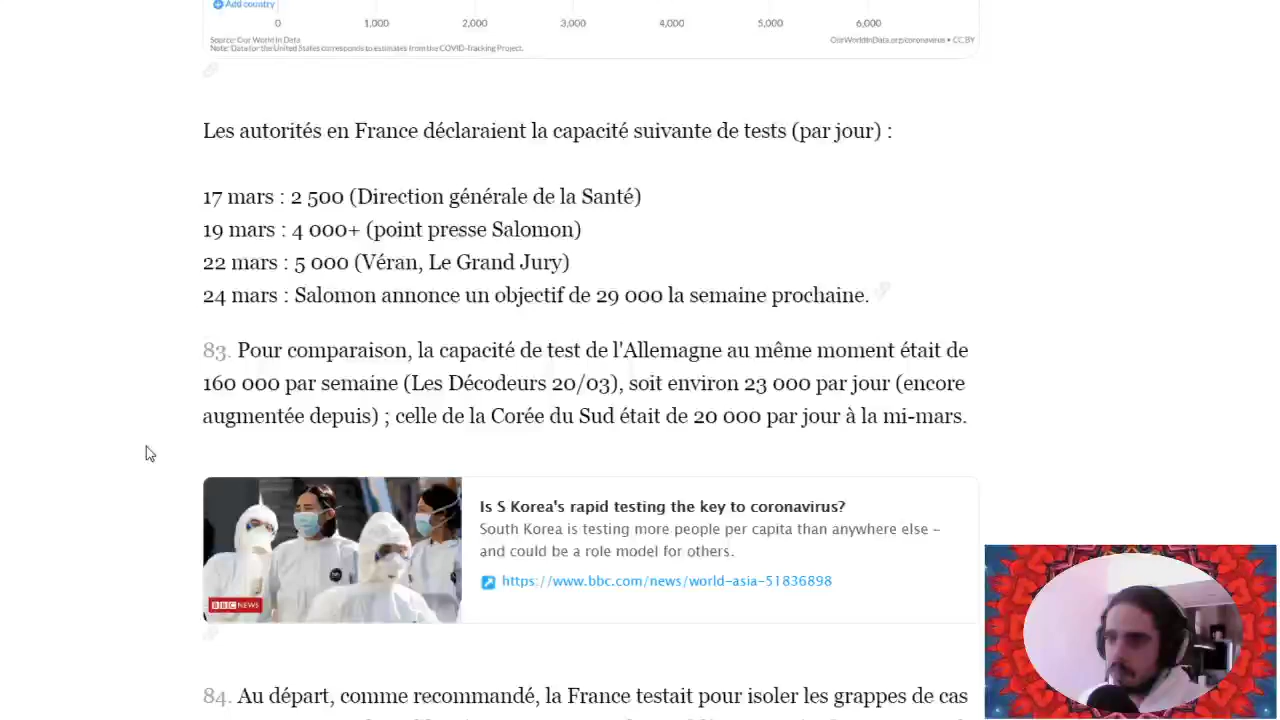 Add country
0 1,000 2,000 3,000 4,000 5,000 6,000
Source: Our World in Data
OurWorldInData.org/coronavirus • CC BY
Note: Data for the United States corresponds to estimates from the COVID-Tracking Project.
Les autorités en France déclaraient la capacité suivante de tests (par jour) :
17 mars : 2 500 (Direction générale de la Santé)
19 mars : 4 000+ (point presse Salomon)
22 mars : 5 000 (Véran, Le Grand Jury)
24 mars : Salomon annonce un objectif de 29 000 la semaine prochaine.
83. Pour comparaison, la capacité de test de l'Allemagne au même moment était de
160 000 par semaine (Les Décodeurs 20/03), soit environ 23 000 par jour (encore
augmentée depuis) ; celle de la Corée du Sud était de 20 000 par jour à la mi-mars.
Is S Korea's rapid testing the key to coronavirus?
South Korea is testing more people per capita than anywhere else –
and could be a role model for others.
https://www.bbc.com/news/world-asia-51836898
BBC NEWS
84. Au départ, comme recommandé, la France testait pour isoler les grappes de cas